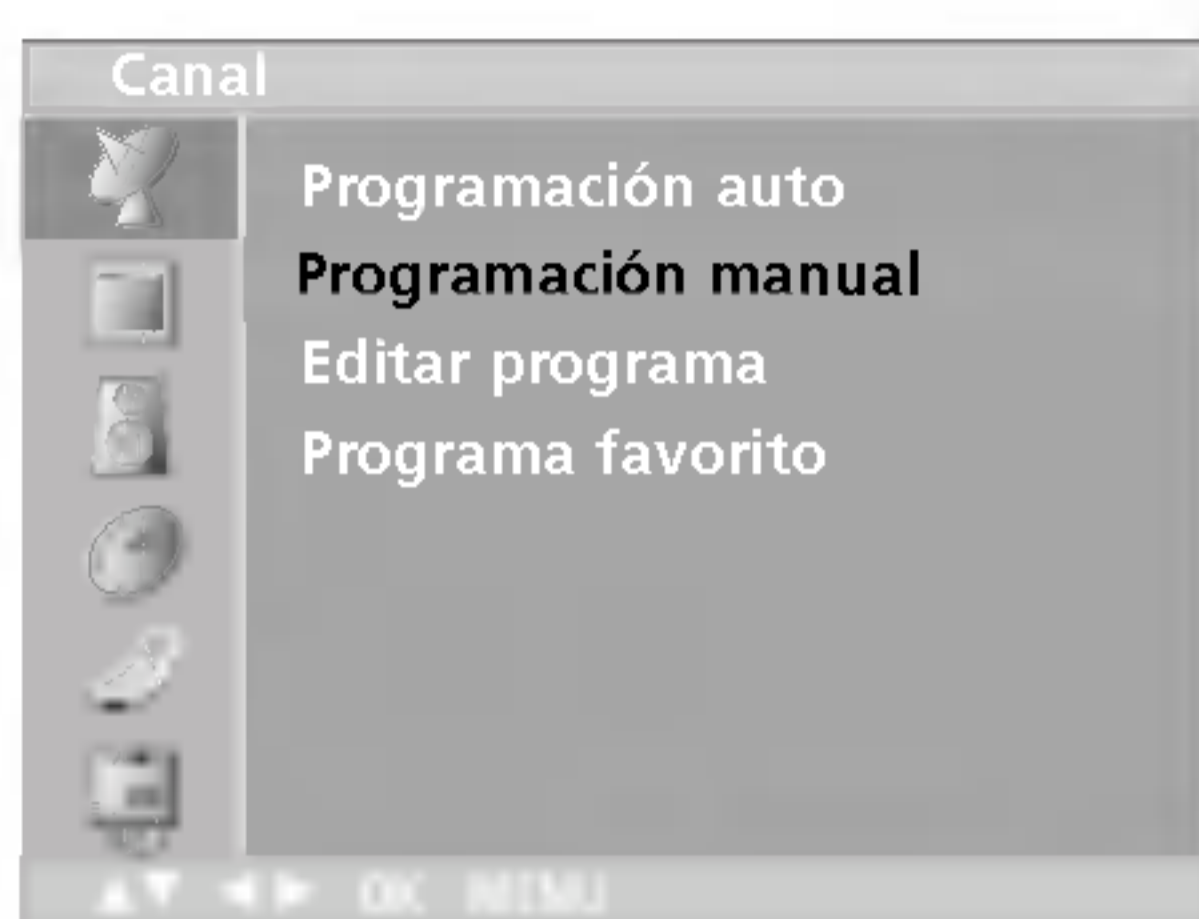 Canal
Programación auto
Programación manual
Editar programa
Programa favorito
▲▼ ◄► OK MENU